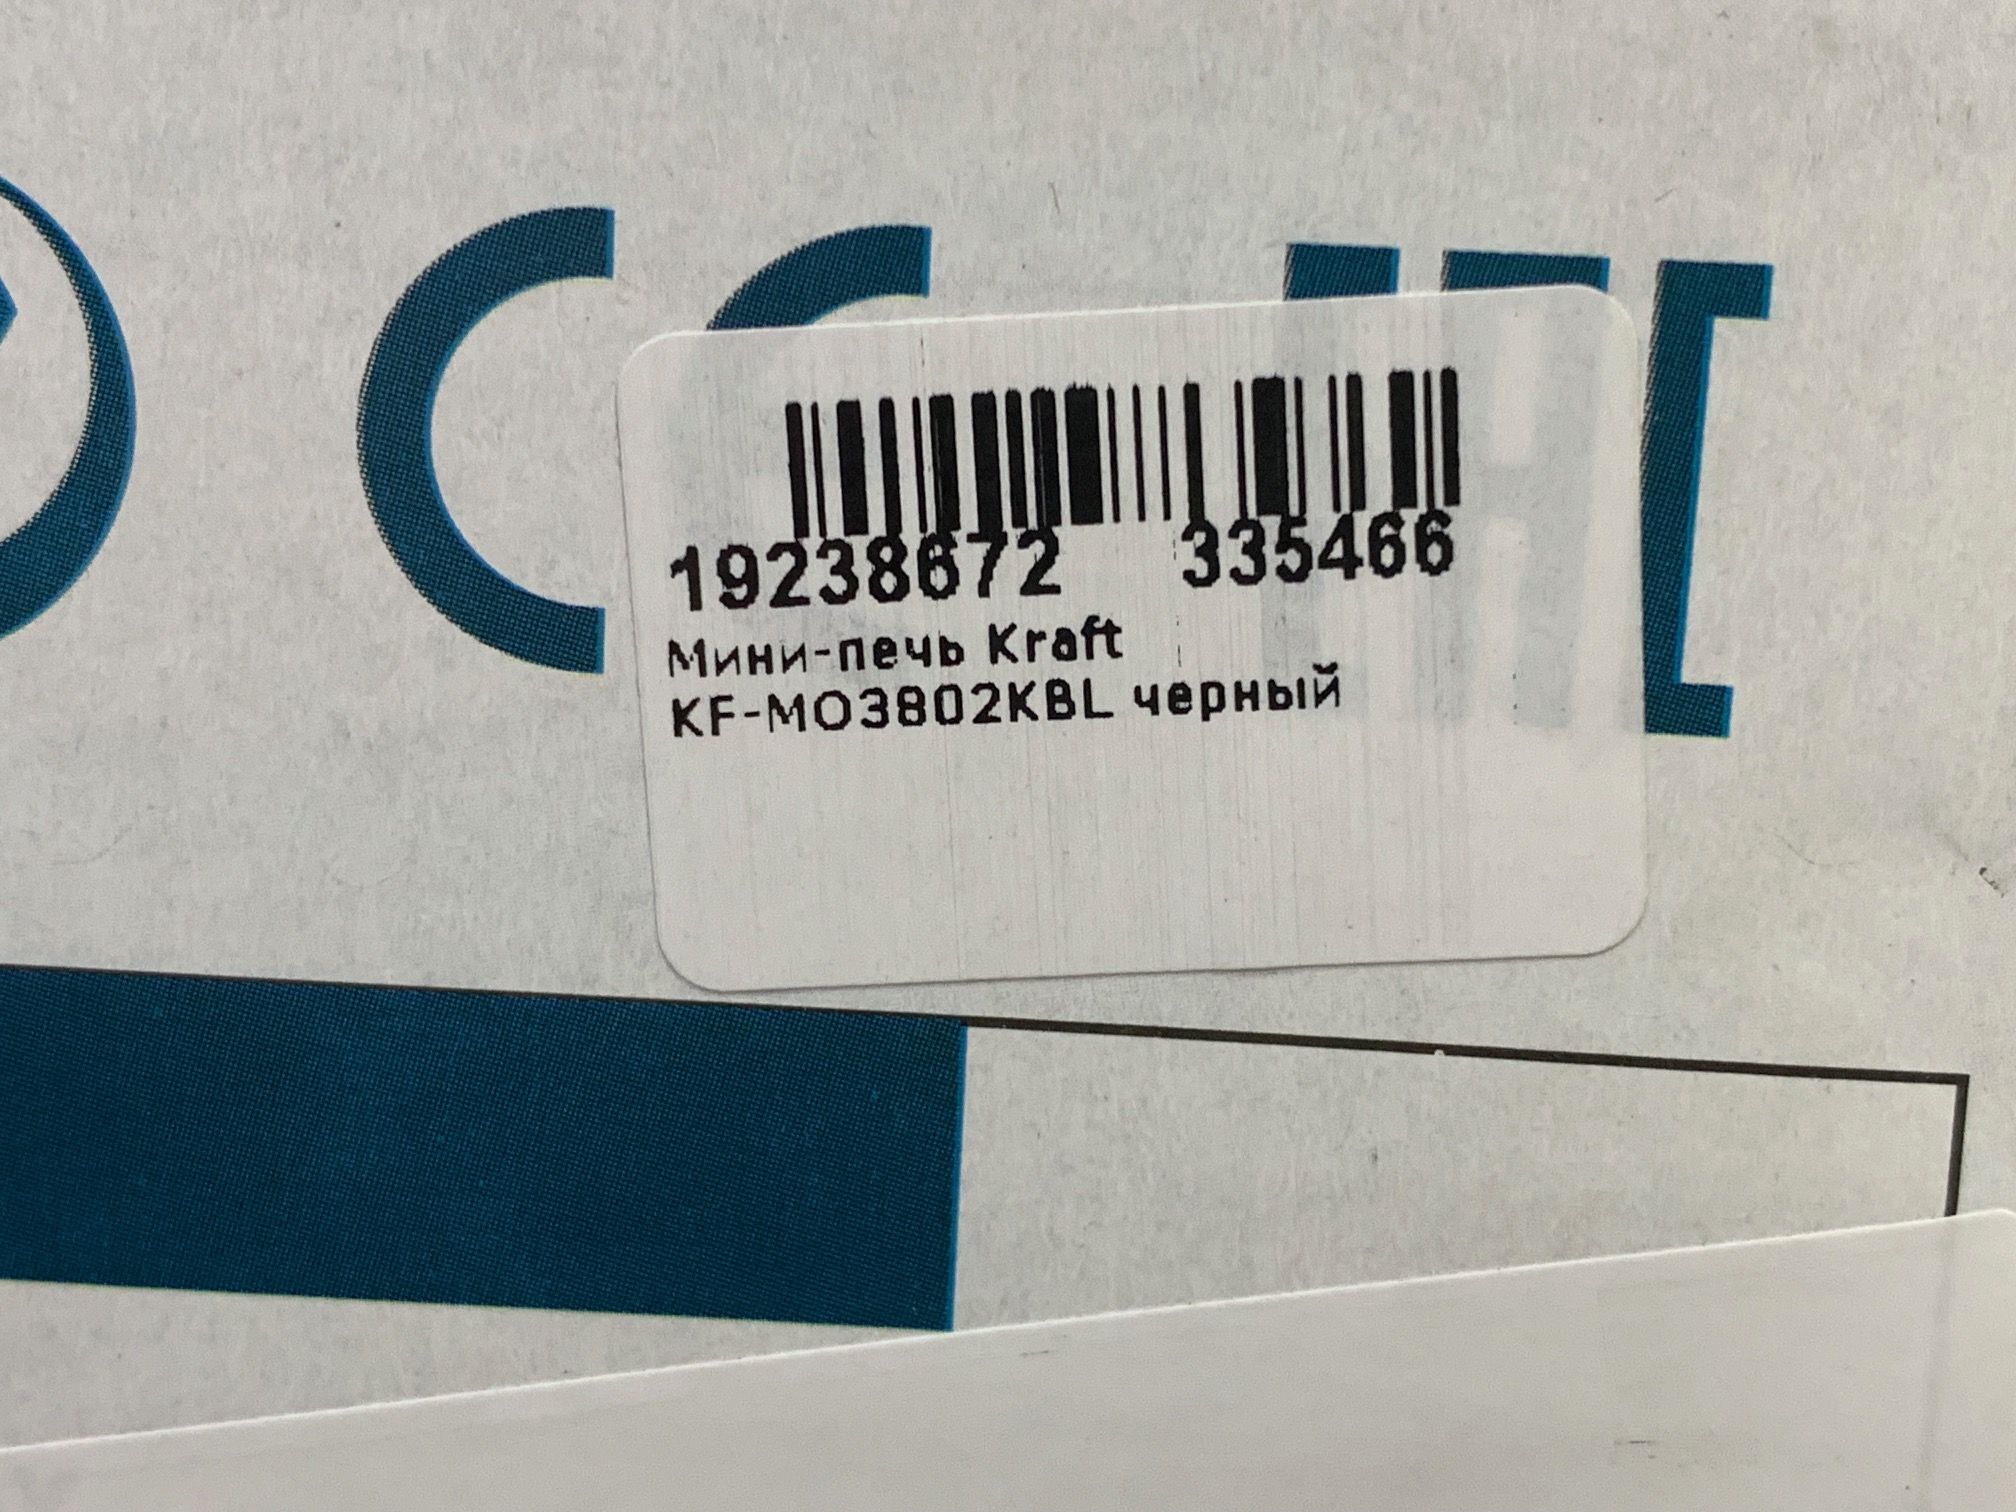 19238672 335466
Мини-печь Kraft
KF-MO3802KBL черный